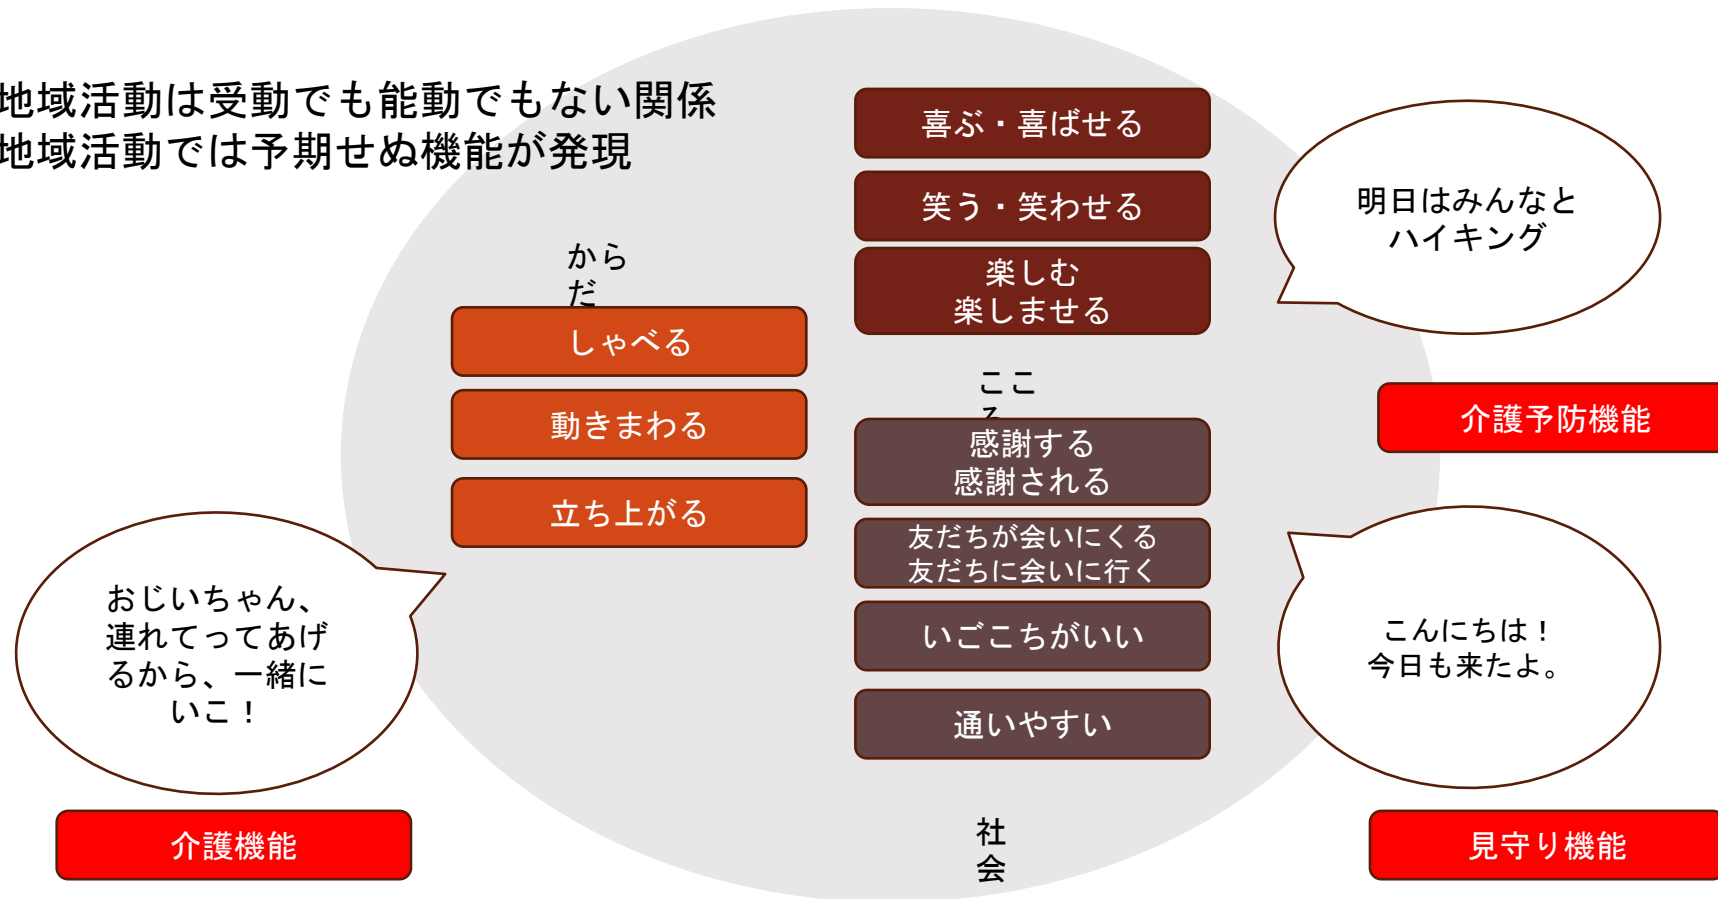 地域活動は受動でも能動でもない関係
地域活動では予期せぬ機能が発現
から
だ
しゃべる
動きまわる
立ち上がる
喜ぶ・喜ばせる
笑う・笑わせる
楽しむ
楽しませる
ここ
ろ
感謝する
感謝される
友だちが会いにくる
友だちに会いに行く
いごこちがいい
通いやすい
社
会
明日はみんなと
ハイキング
介護予防機能
こんにちは！
今日も来たよ。
見守り機能
おじいちゃん、
連れてってあげ
るから、一緒に
いこ！
介護機能